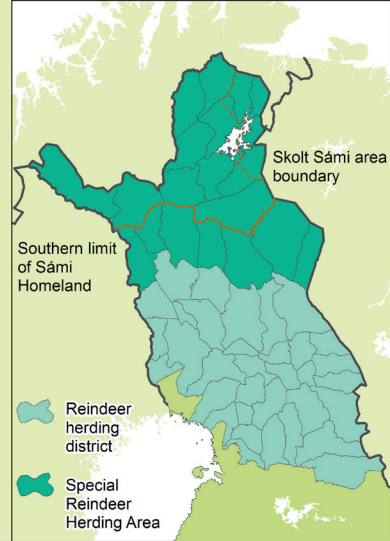 Skolt Sámi area
boundary
Southern limit
of Sámi
Homeland
Reindeer
herding
district
Special
Reindeer
Herding Area